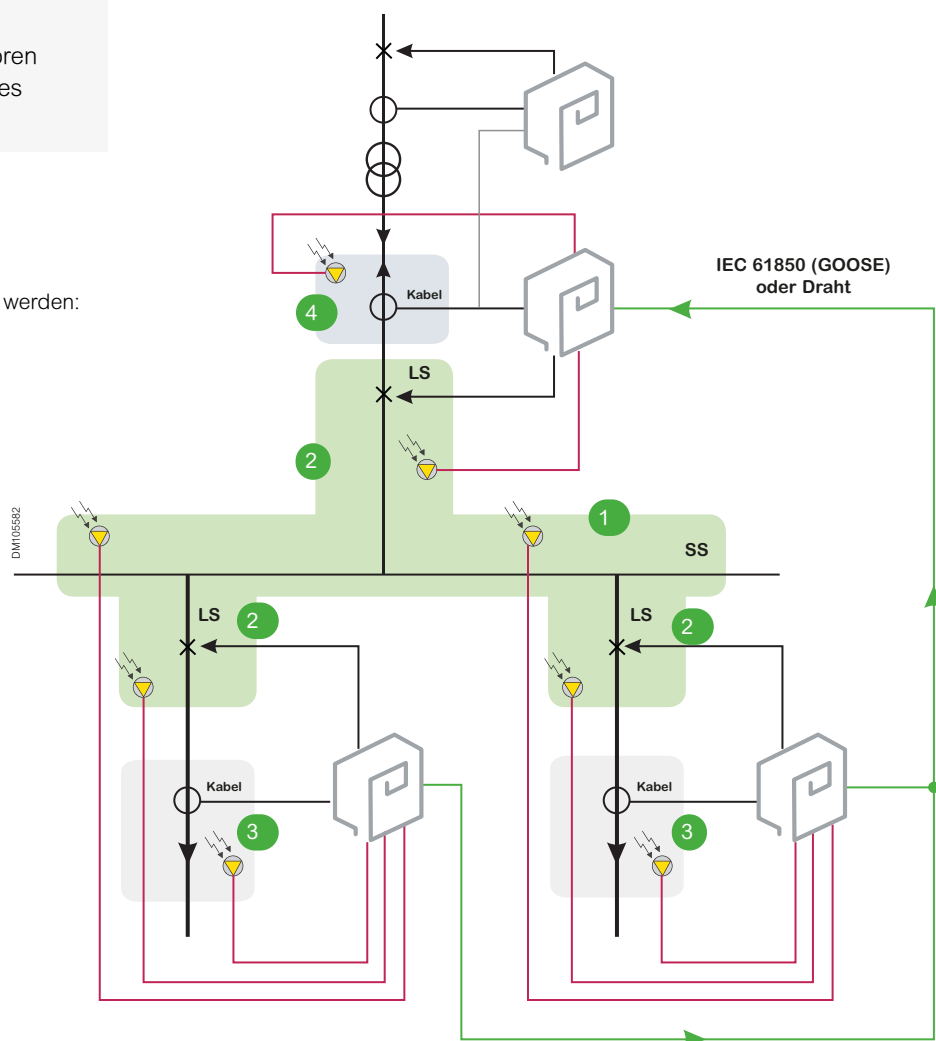 oren
es
werden:
IEC 61850 (GOOSE)
oder Draht
Kabel
4
LS
2
1
SS
DM105582
LS
2
LS
2
Kabel
3
Kabel
3